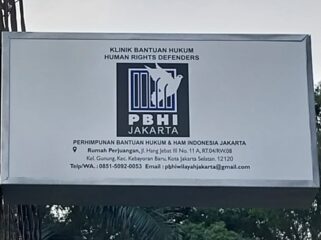 KLINIK BANTUAN HUKUM
HUMAN RIGHTS DEFENDERS
PBHI
JAKARTA
PERHIMPUNAN BANTUAN HUKUM & HAM INDONESIA JAKARTA
Rumah Perjuangan, Jl. Hang Jebat III No. 11 A, RT.04/RW.08
Kel. Gunung, Kec. Kebayoran Baru, Kota Jakarta Selatan. 12120
Telp/WA. : 0851-5092-0053 Email : pbhiwilayahjakarta@gmail.com